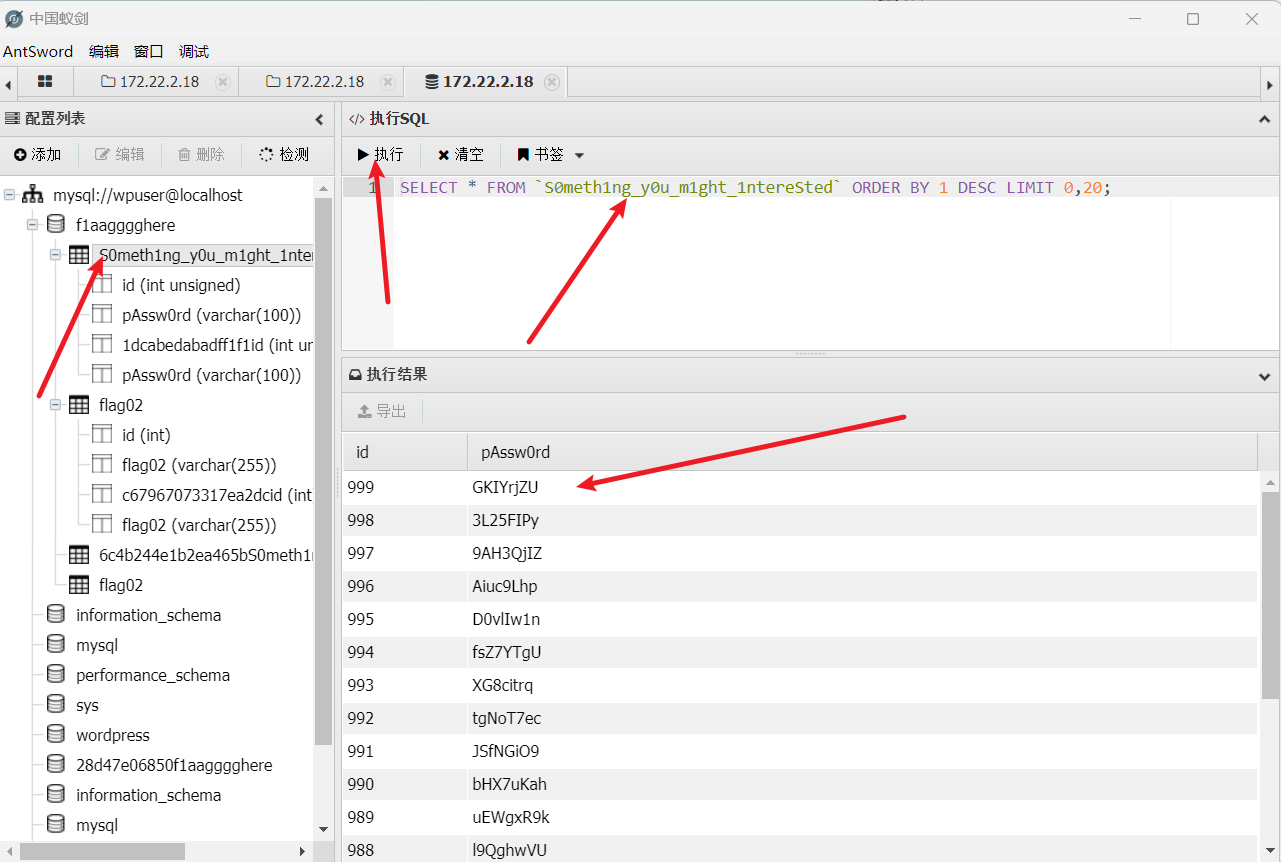 中国蚁剑
AntSword 编辑 窗口 调试
172.22.2.18 172.22.2.18 172.22.2.18
配置列表
添加 编辑 删除 检测
mysql://wpuser@localhost
f1aagggghere
S0meth1ng_y0u_m1ght_1nter
id (int unsigned)
pAssw0rd (varchar(100))
1dcabedabadff1f1id (int un
pAssw0rd (varchar(100))
flag02
id (int)
flag02 (varchar(255))
c67967073317ea2dcid (int
flag02 (varchar(255))
6c4b244e1b2ea465bS0meth1n
flag02
information_schema
mysql
performance_schema
sys
wordpress
28d47e06850f1aagggghere
information_schema
mysql
执行SQL
执行 清空 书签
1 SELECT * FROM `S0meth1ng_y0u_m1ght_1ntereSted` ORDER BY 1 DESC LIMIT 0,20;
执行结果
导出
id pAssw0rd
999 GKIYrjZU
998 3L25FIPy
997 9AH3QjIZ
996 Aiuc9Lhp
995 D0vlIw1n
994 fsZ7YTgU
993 XG8citrq
992 tgNoT7ec
991 JSfNGiO9
990 bHX7uKah
989 uEWgxR9k
988 l9QghwVU